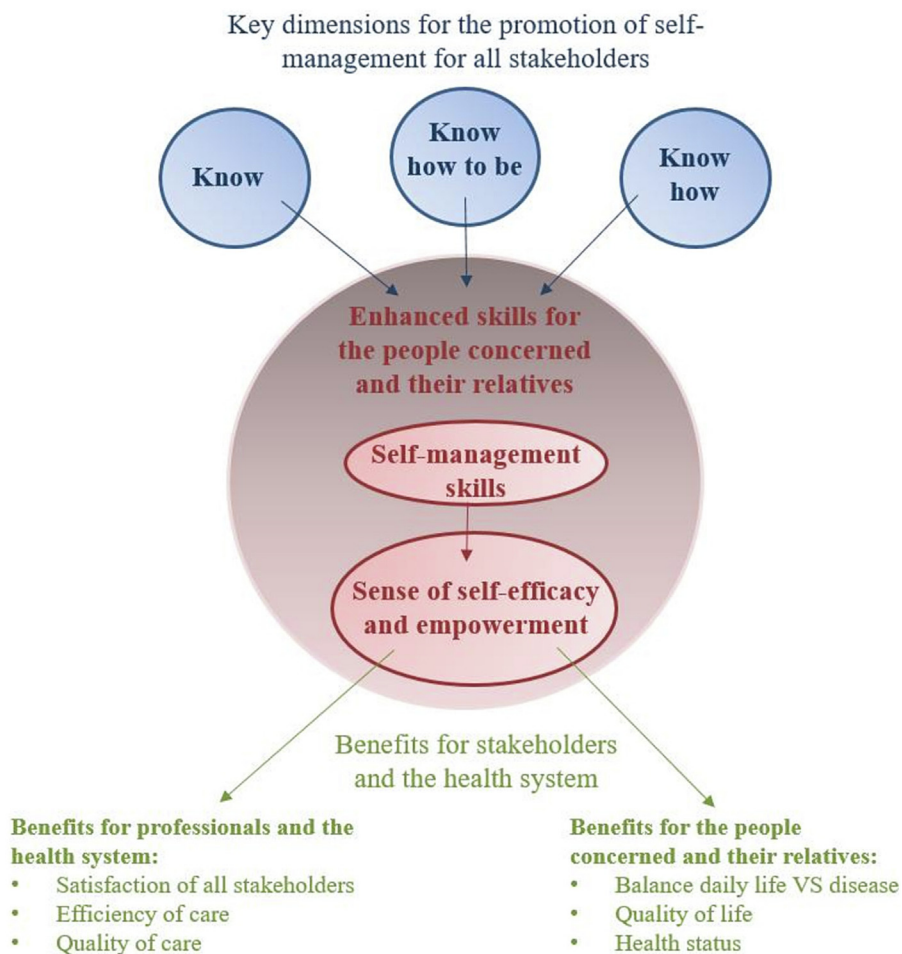 Key dimensions for the promotion of self-
management for all stakeholders
Know
Know
how to be
Know
how
Enhanced skills for
the people concerned
and their relatives
Self-management
skills
Sense of self-efficacy
and empowerment
Benefits for stakeholders
and the health system
Benefits for professionals and the
health system:
• Satisfaction of all stakeholders
• Efficiency of care
• Quality of care
Benefits for the people
concerned and their relatives:
• Balance daily life VS disease
• Quality of life
• Health status